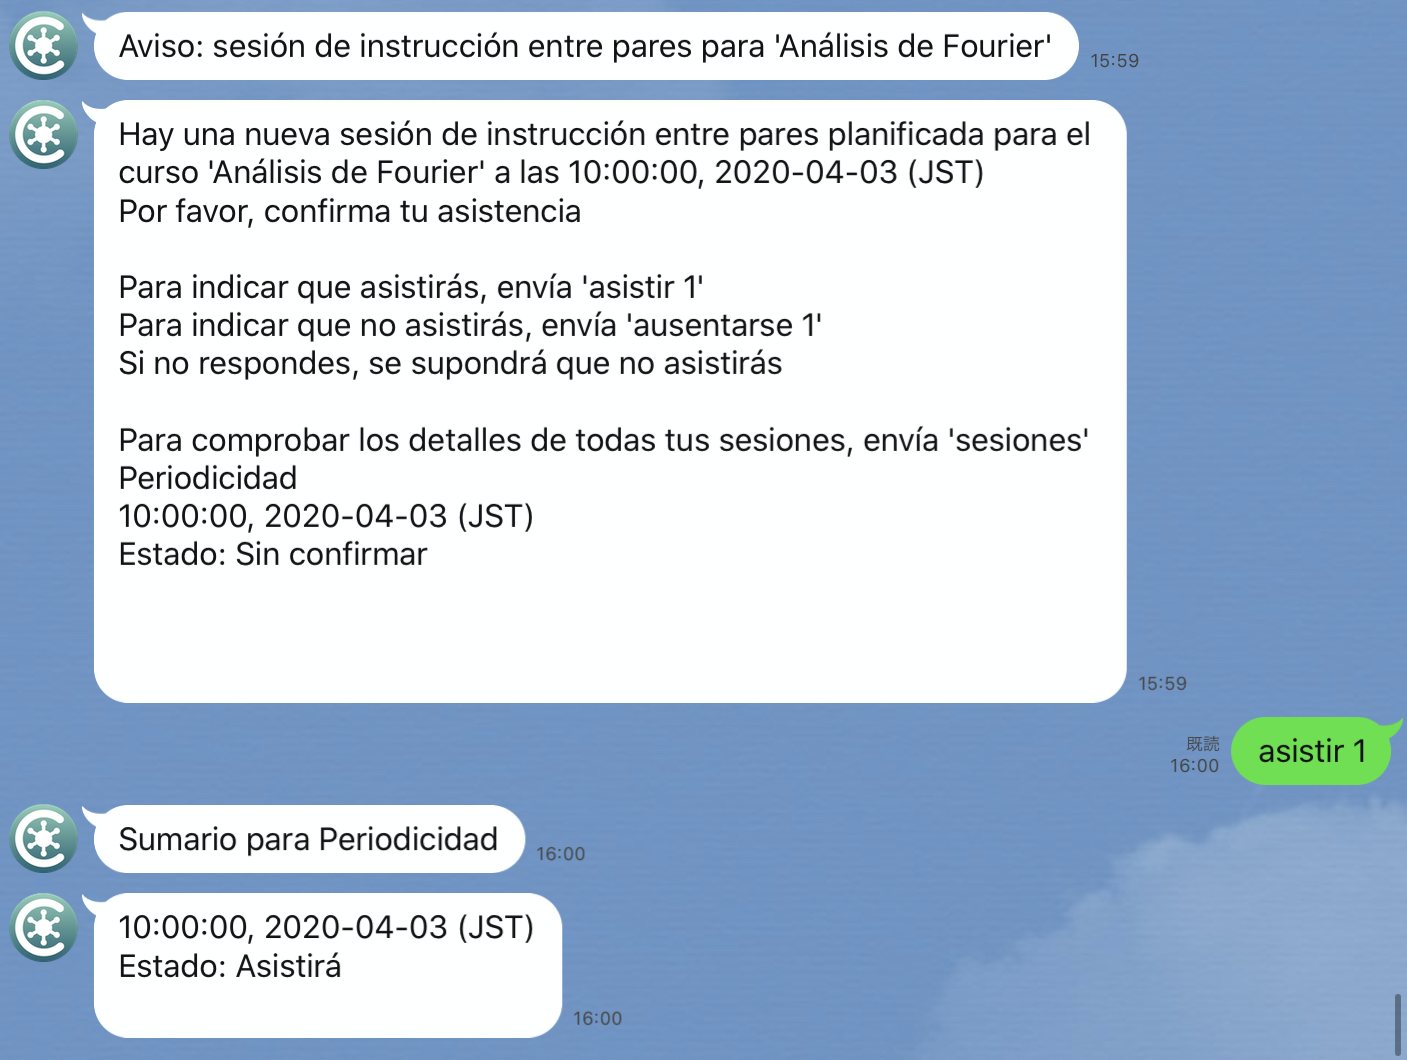 Aviso: sesión de instrucción entre pares para 'Análisis de Fourier'
15:59
Hay una nueva sesión de instrucción entre pares planificada para el
curso 'Análisis de Fourier' a las 10:00:00, 2020-04-03 (JST)
Por favor, confirma tu asistencia
Para indicar que asistirás, envía 'asistir 1'
Para indicar que no asistirás, envía 'ausentarse 1'
Si no respondes, se supondrá que no asistirás
Para comprobar los detalles de todas tus sesiones, envía 'sesiones'
Periodicidad
10:00:00, 2020-04-03 (JST)
Estado: Sin confirmar
15:59
既読
16:00
asistir 1
Sumario para Periodicidad
16:00
10:00:00, 2020-04-03 (JST)
Estado: Asistirá
16:00